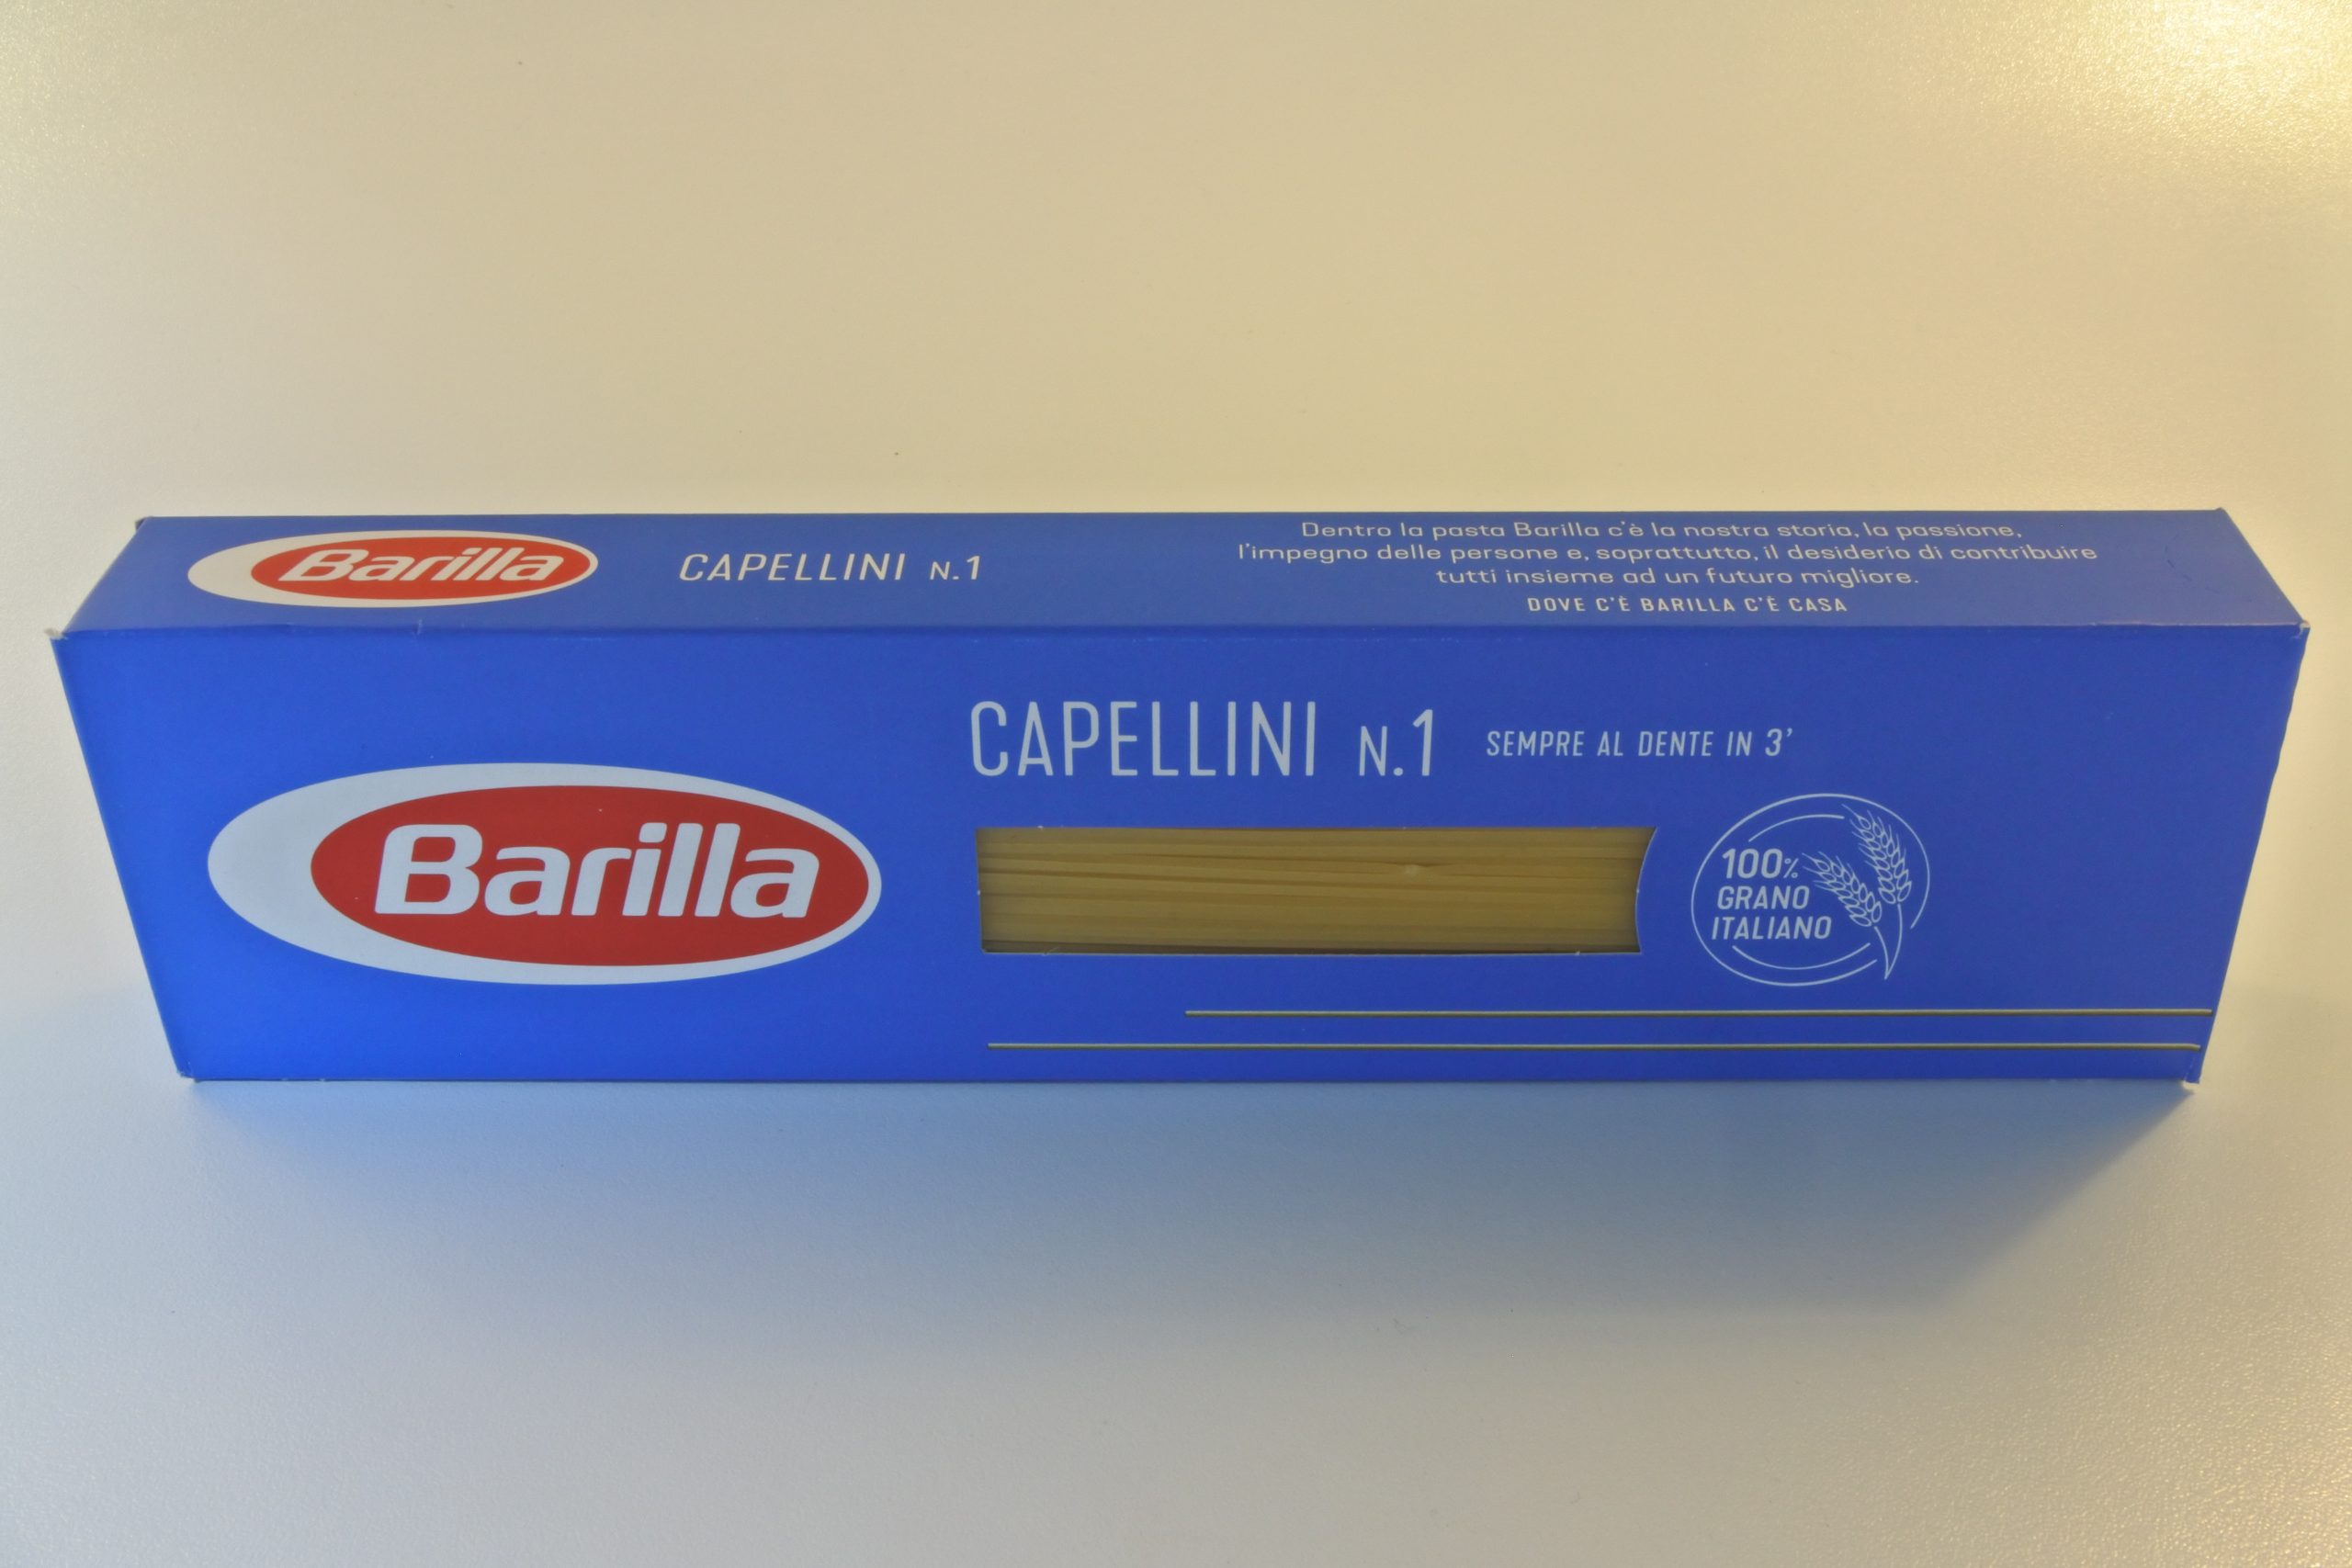 Barilla
CAPELLINI N.1
Dentro la pasta Barilla c'è la nostra storia, la passione,
l'impegno delle persone e, soprattutto, il desiderio di contribuire
tutti insieme ad un futuro migliore.
DOVE C'È BARILLA C'È CASA
CAPELLINI N.1 SEMPRE AL DENTE IN 3'
Barilla
100%
GRANO
ITALIANO